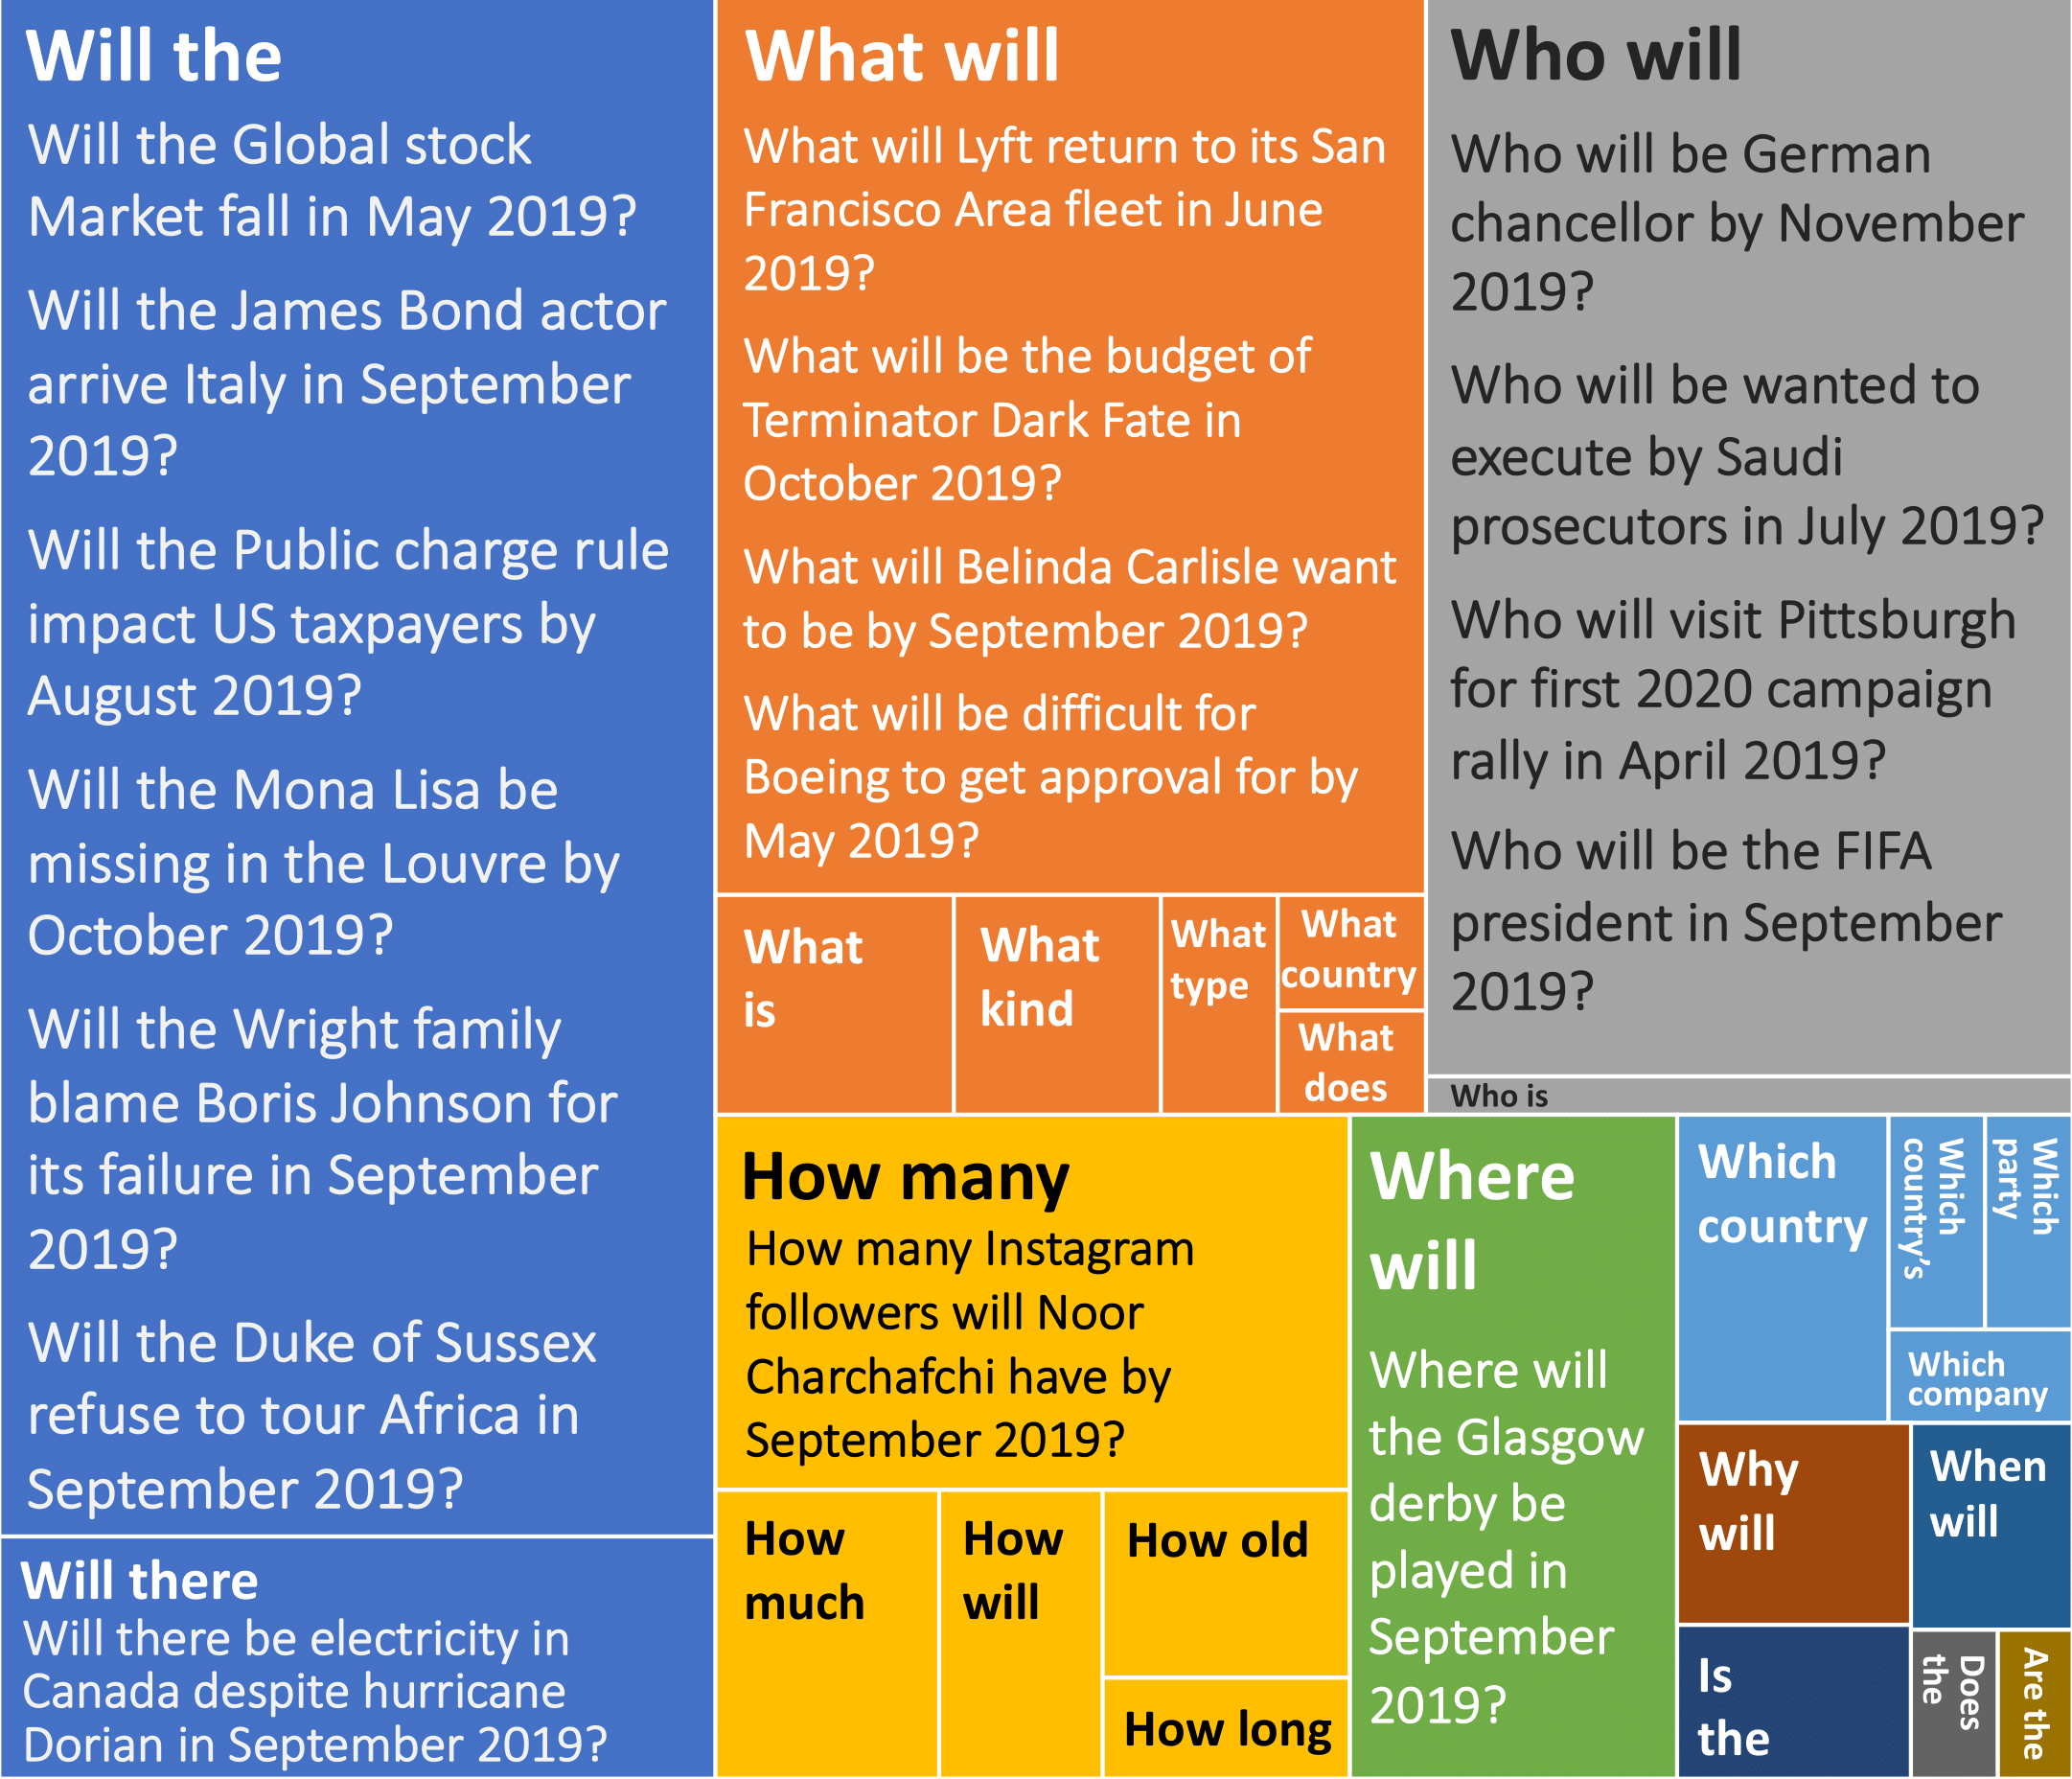 Will the
Will the Global stock
Market fall in May 2019?
Will the James Bond actor
arrive Italy in September
2019?
Will the Public charge rule
impact US taxpayers by
August 2019?
Will the Mona Lisa be
missing in the Louvre by
October 2019?
Will the Wright family
blame Boris Johnson for
its failure in September
2019?
Will the Duke of Sussex
refuse to tour Africa in
September 2019?
Will there
Will there be electricity in
Canada despite hurricane
Dorian in September 2019?
What will
What will Lyft return to its San
Francisco Area fleet in June
2019?
What will be the budget of
Terminator Dark Fate in
October 2019?
What will Belinda Carlisle want
to be by September 2019?
What will be difficult for
Boeing to get approval for by
May 2019?
What
is
What
kind
What
type
What
country
What
does
Who will
Who will be German
chancellor by November
2019?
Who will be wanted to
execute by Saudi
prosecutors in July 2019?
Who will visit Pittsburgh
for first 2020 campaign
rally in April 2019?
Who will be the FIFA
president in September
2019?
Who is
How many
How many Instagram
followers will Noor
Charchafchi have by
September 2019?
How
much
How
will
How old
How long
Where
will
Where will
the Glasgow
derby be
played in
September
2019?
Which
country
Which
country's
Which
party
Which
company
Why
will
When
will
Is
the
Does
the
Are the